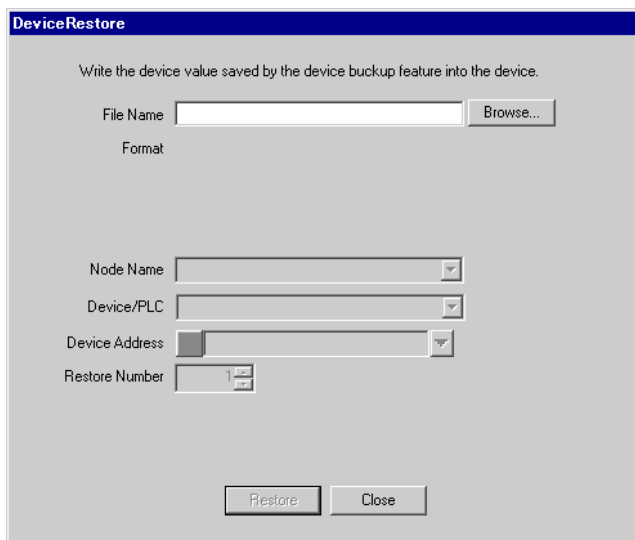 DeviceRestore
Write the device value saved by the device buckup feature into the device.
File Name Browse...
Format
Node Name
Device/PLC
Device Address
Restore Number 1
Restore Close